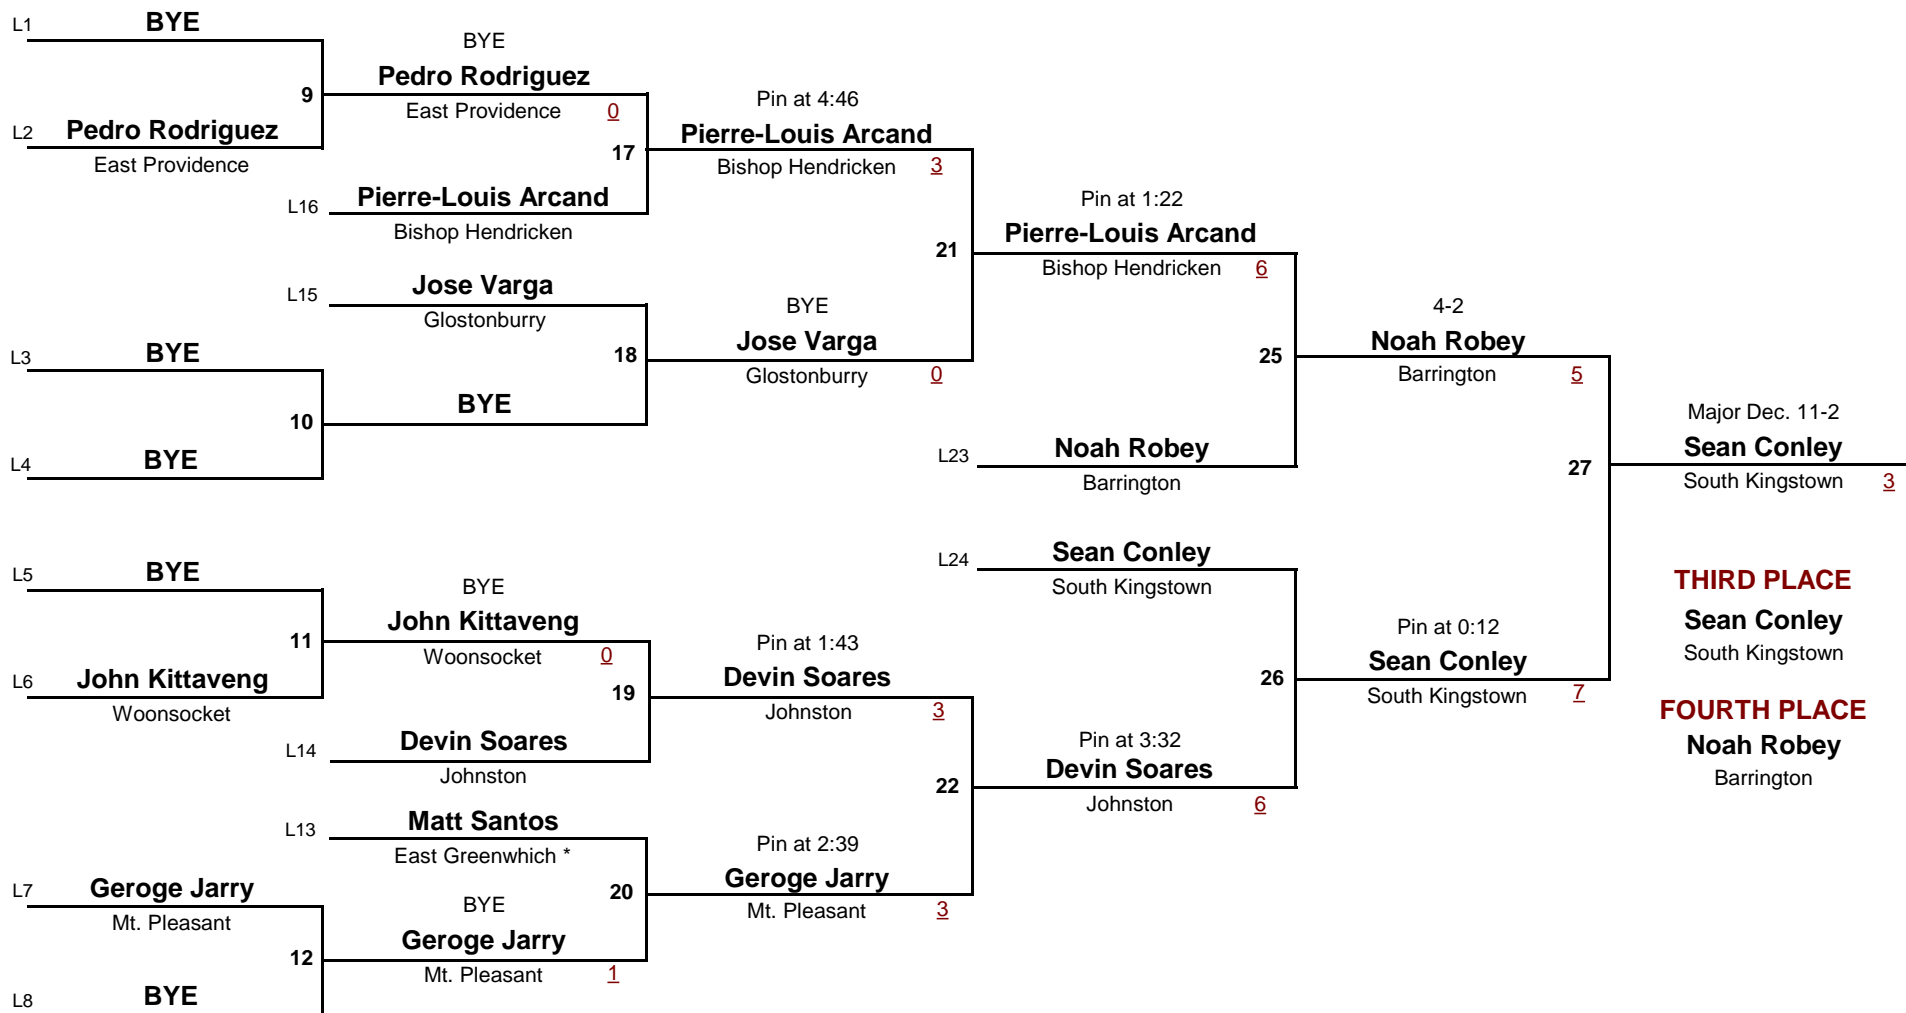 L1
BYE
9
L2
Pedro Rodriguez
East Providence
BYE
Pedro Rodriguez
East Providence
0
17
L16
Pierre-Louis Arcand
Bishop Hendricken
Pin at 4:46
Pierre-Louis Arcand
Bishop Hendricken
3
L15
Jose Varga
Glostonburry
18
L3
BYE
10
L4
BYE
BYE
BYE
Jose Varga
Glostonburry
0
21
Pin at 1:22
Pierre-Louis Arcand
Bishop Hendricken
6
25
L23
Noah Robey
Barrington
4-2
Noah Robey
Barrington
5
27
Major Dec. 11-2
Sean Conley
South Kingstown
3
L5
BYE
11
L6
John Kittaveng
Woonsocket
BYE
John Kittaveng
Woonsocket
0
19
L14
Devin Soares
Johnston
Pin at 1:43
Devin Soares
Johnston
3
22
L13
Matt Santos
East Greenwhich *
20
L7
Geroge Jarry
Mt. Pleasant
12
L8
BYE
BYE
Geroge Jarry
Mt. Pleasant
1
Pin at 2:39
Geroge Jarry
Mt. Pleasant
3
Pin at 3:32
Devin Soares
Johnston
6
L24
Sean Conley
South Kingstown
26
Pin at 0:12
Sean Conley
South Kingstown
7
THIRD PLACE
Sean Conley
South Kingstown
FOURTH PLACE
Noah Robey
Barrington